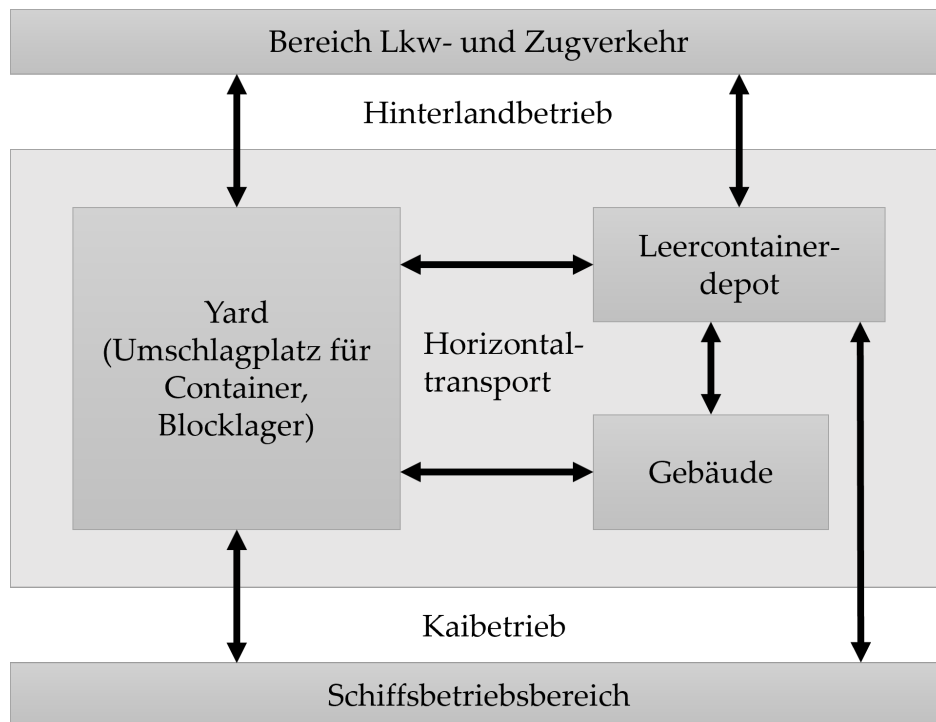 Bereich Lkw- und Zugverkehr
Hinterlandbetrieb
Yard
(Umschlagplatz für
Container,
Blocklager)
Leercontainer-
depot
Horizontal-
transport
Gebäude
Kaibetrieb
Schiffsbetriebsbereich